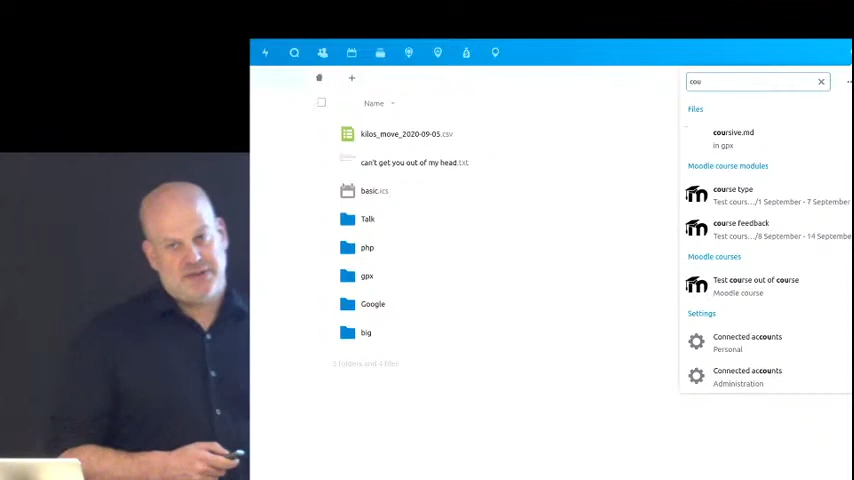 cou
Name
Files
kilos_move_2020-09-05.csv
coursive.md
in gpx
can't get you out of my head.txt
Moodle course modules
basic.ics
course type
Test cours.../1 September - 7 September
Talk
course feedback
Test cours.../8 September - 14 Septembe
php
Moodle courses
gpx
Test course out of course
Moodle course
Google
Settings
big
Connected accounts
Personal
Connected accounts
Administration